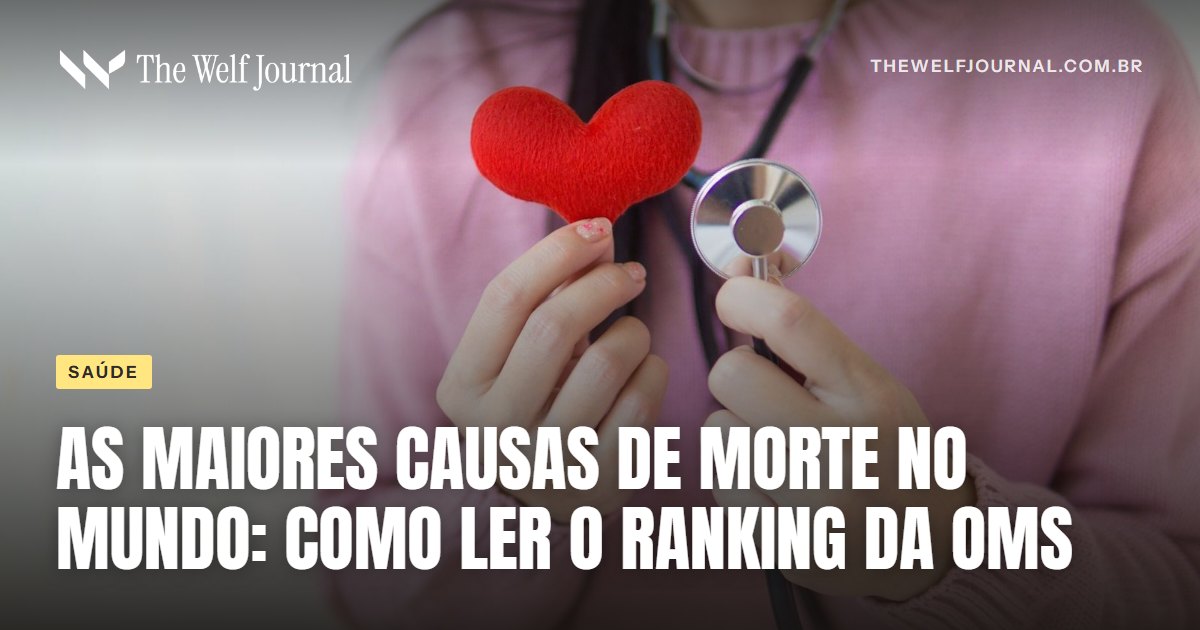 The Welf Journal
THEWELFJOURNAL.COM.BR
SAÚDE
AS MAIORES CAUSAS DE MORTE NO
MUNDO: COMO LER O RANKING DA OMS